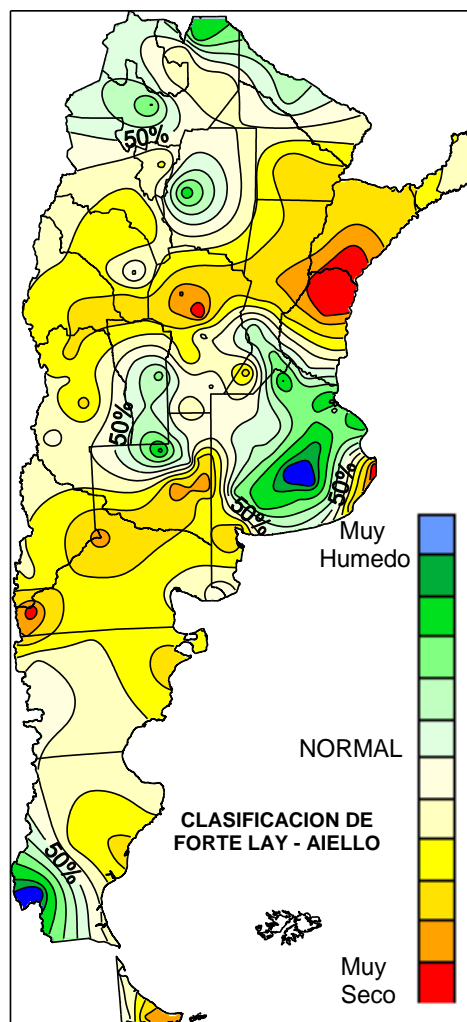 50%
50%
50%
50%
Muy
Humedo
NORMAL
CLASIFICACION DE
FORTE LAY - AIELLO
50%
Muy
Seco